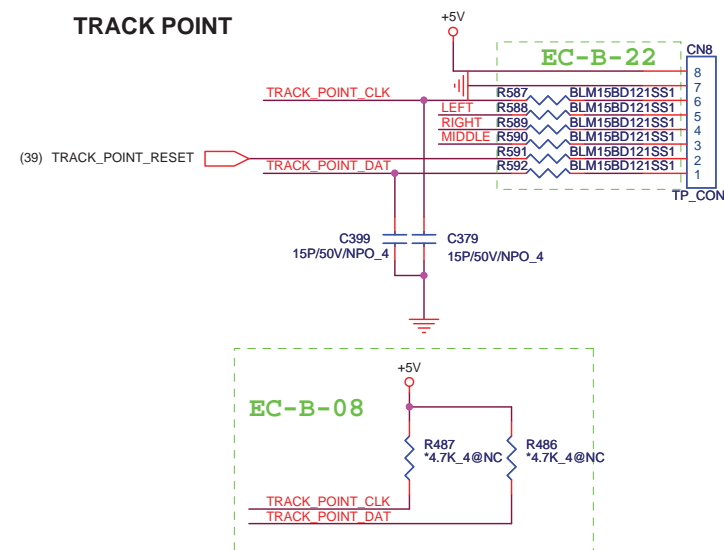 TRACK POINT
+5V
EC-B-22
CN8
8
7
TRACK_POINT_CLK
R587
BLM15BD121SS1
6
LEFT
R588
BLM15BD121SS1
5
RIGHT
R589
BLM15BD121SS1
4
MIDDLE
R590
BLM15BD121SS1
3
(39) TRACK_POINT_RESET
R591
BLM15BD121SS1
2
TRACK_POINT_DAT
R592
BLM15BD121SS1
1
TP_CON
C399
15P/50V/NPO_4
C379
15P/50V/NPO_4
+5V
EC-B-08
R487
*4.7K_4@NC
R486
*4.7K_4@NC
TRACK_POINT_CLK
TRACK_POINT_DAT